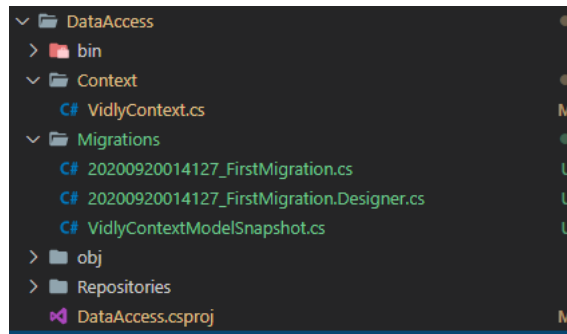 DataAccess
bin
Context
C# VidlyContext.cs M
Migrations
C# 20200920014127_FirstMigration.cs U
C# 20200920014127_FirstMigration.Designer.cs U
C# VidlyContextModelSnapshot.cs U
obj
Repositories
DataAccess.csproj M